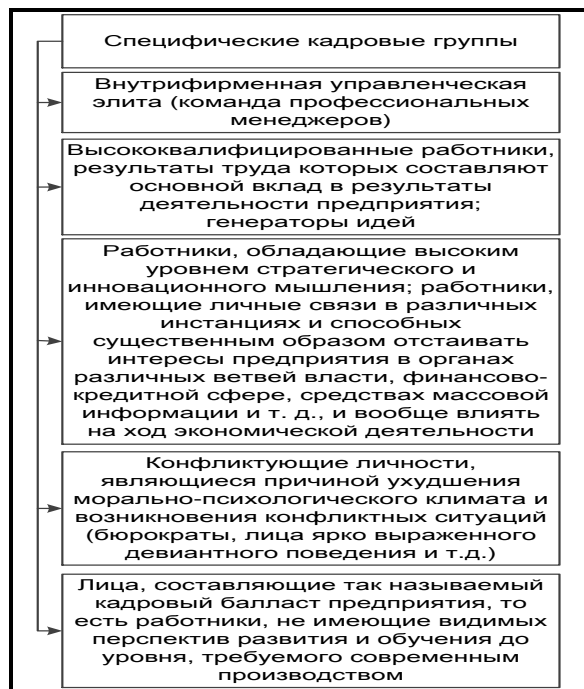 Специфические кадровые группы
Внутрифирменная управленческая
элита (команда профессиональных
менеджеров)
Высококвалифицированные работники,
результаты труда которых составляют
основной вклад в результаты
деятельности предприятия;
генераторы идей
Работники, обладающие высоким
уровнем стратегического и
инновационного мышления; работники,
имеющие личные связи в различных
инстанциях и способных
существенным образом отстаивать
интересы предприятия в органах
различных ветвей власти, финансово-
кредитной сфере, средствах массовой
информации и т. д., и вообще влиять
на ход экономической деятельности
Конфликтующие личности,
являющиеся причиной ухудшения
морально-психологического климата и
возникновения конфликтных ситуаций
(бюрократы, лица ярко выраженного
девиантного поведения и т.д.)
Лица, составляющие так называемый
кадровый балласт предприятия, то
есть работники, не имеющие видимых
перспектив развития и обучения до
уровня, требуемого современным
производством